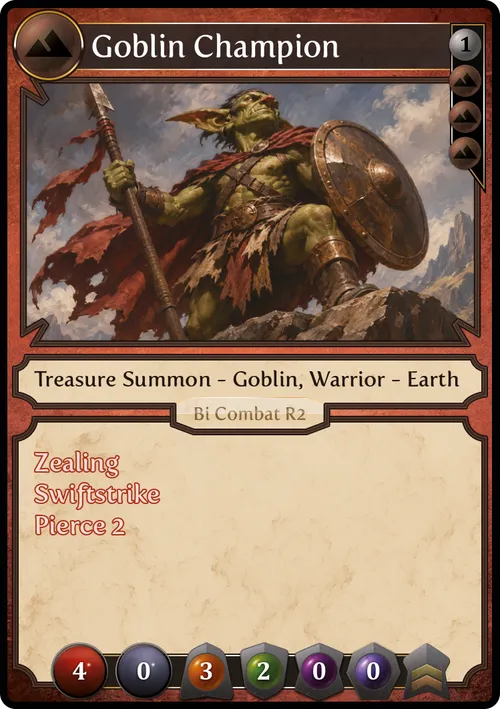 Goblin Champion
1
Treasure Summon - Goblin, Warrior - Earth
Bi Combat R2
Zealing
Swiftstrike
Pierce 2
4* 0* 3 2 0 0